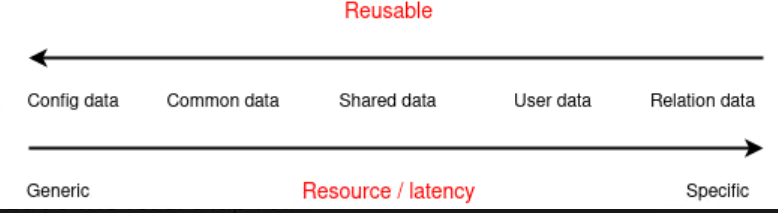 Reusable
Config data Common data Shared data User data Relation data
Generic Resource / latency Specific